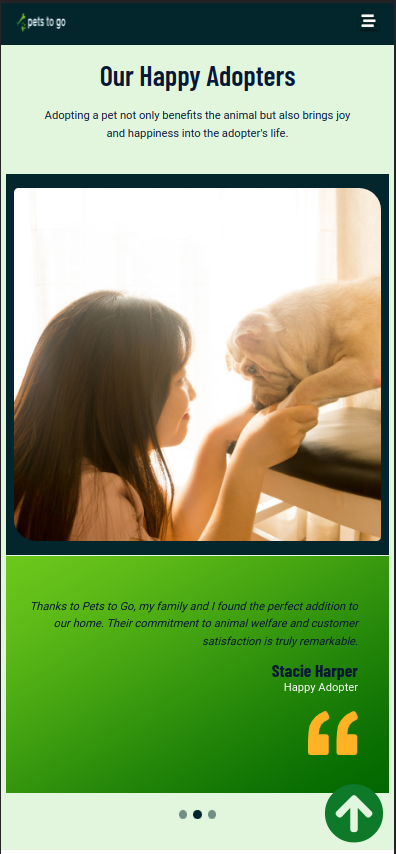 pets to go
Our Happy Adopters
Adopting a pet not only benefits the animal but also brings joy
and happiness into the adopter's life.
Thanks to Pets to Go, my family and I found the perfect addition to
our home. Their commitment to animal welfare and customer
satisfaction is truly remarkable.
Stacie Harper
Happy Adopter
“